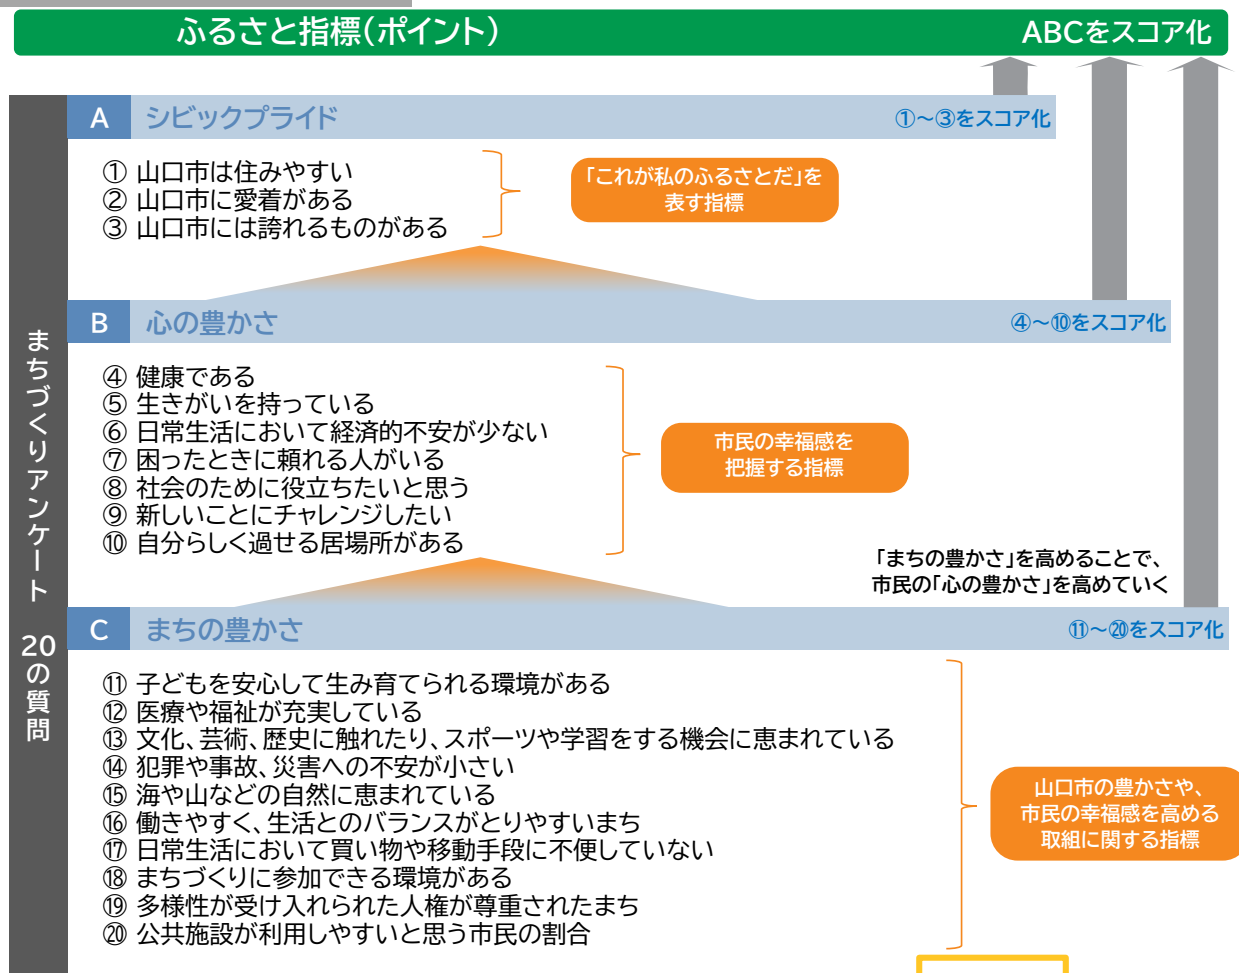 ふるさと指標(ポイント)
ABCをスコア化
まちづくりアンケート 20の質問
A シビックプライド
①~③をスコア化
① 山口市は住みやすい
② 山口市に愛着がある
③ 山口市には誇れるものがある
「これが私のふるさとだ」を
表す指標
B 心の豊かさ
④~⑩をスコア化
④ 健康である
⑤ 生きがいを持っている
⑥ 日常生活において経済的不安が少ない
⑦ 困ったときに頼れる人がいる
⑧ 社会のために役立ちたいと思う
⑨ 新しいことにチャレンジしたい
⑩ 自分らしく過せる居場所がある
市民の幸福感を
把握する指標
「まちの豊かさ」を高めることで、
市民の「心の豊かさ」を高めていく
C まちの豊かさ
⑪~⑳をスコア化
⑪ 子どもを安心して生み育てられる環境がある
⑫ 医療や福祉が充実している
⑬ 文化、芸術、歴史に触れたり、スポーツや学習をする機会に恵まれている
⑭ 犯罪や事故、災害への不安が小さい
⑮ 海や山などの自然に恵まれている
⑯ 働きやすく、生活とのバランスがとりやすいまち
⑰ 日常生活において買い物や移動手段に不便していない
⑱ まちづくりに参加できる環境がある
⑲ 多様性が受け入れられた人権が尊重されたまち
⑳ 公共施設が利用しやすいと思う市民の割合
山口市の豊かさや、
市民の幸福感を高める
取組に関する指標